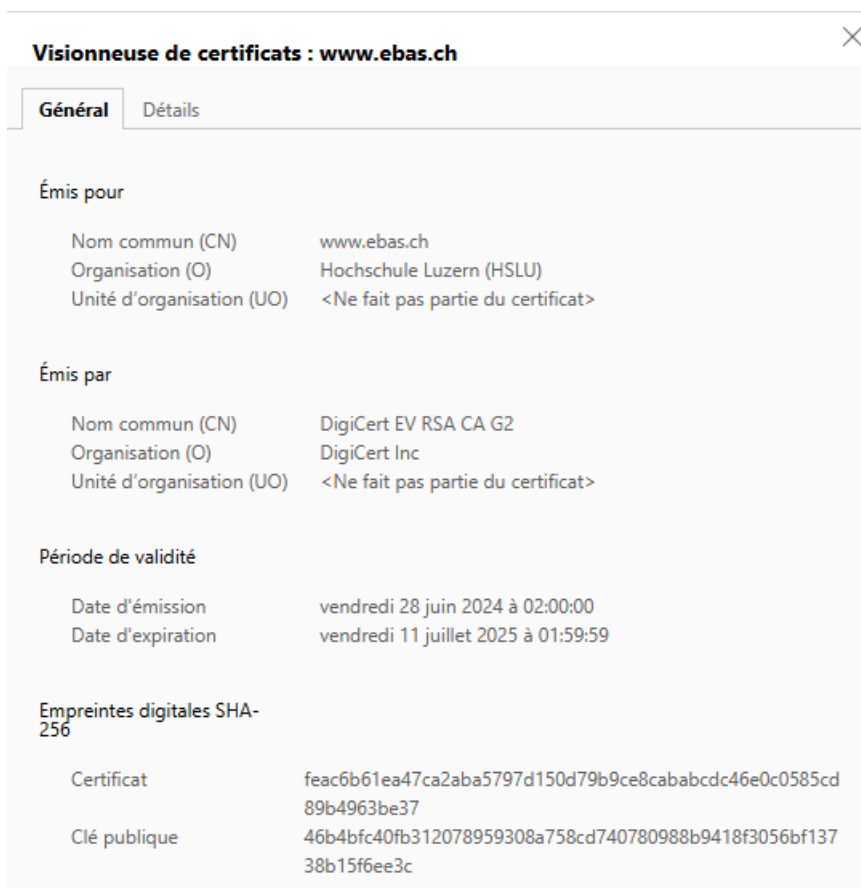 Visionneuse de certificats : www.ebas.ch
Général Détails
Émis pour
Nom commun (CN) www.ebas.ch
Organisation (O) Hochschule Luzern (HSLU)
Unité d'organisation (UO) <Ne fait pas partie du certificat>
Émis par
Nom commun (CN) DigiCert EV RSA CA G2
Organisation (O) DigiCert Inc
Unité d'organisation (UO) <Ne fait pas partie du certificat>
Période de validité
Date d'émission vendredi 28 juin 2024 à 02:00:00
Date d'expiration vendredi 11 juillet 2025 à 01:59:59
Empreintes digitales SHA-
256
Certificat feac6b61ea47ca2aba5797d150d79b9ce8cababcdc46e0c0585cd
89b4963be37
Clé publique 46b4bfc40fb312078959308a758cd740780988b9418f3056bf137
38b15f6ee3c